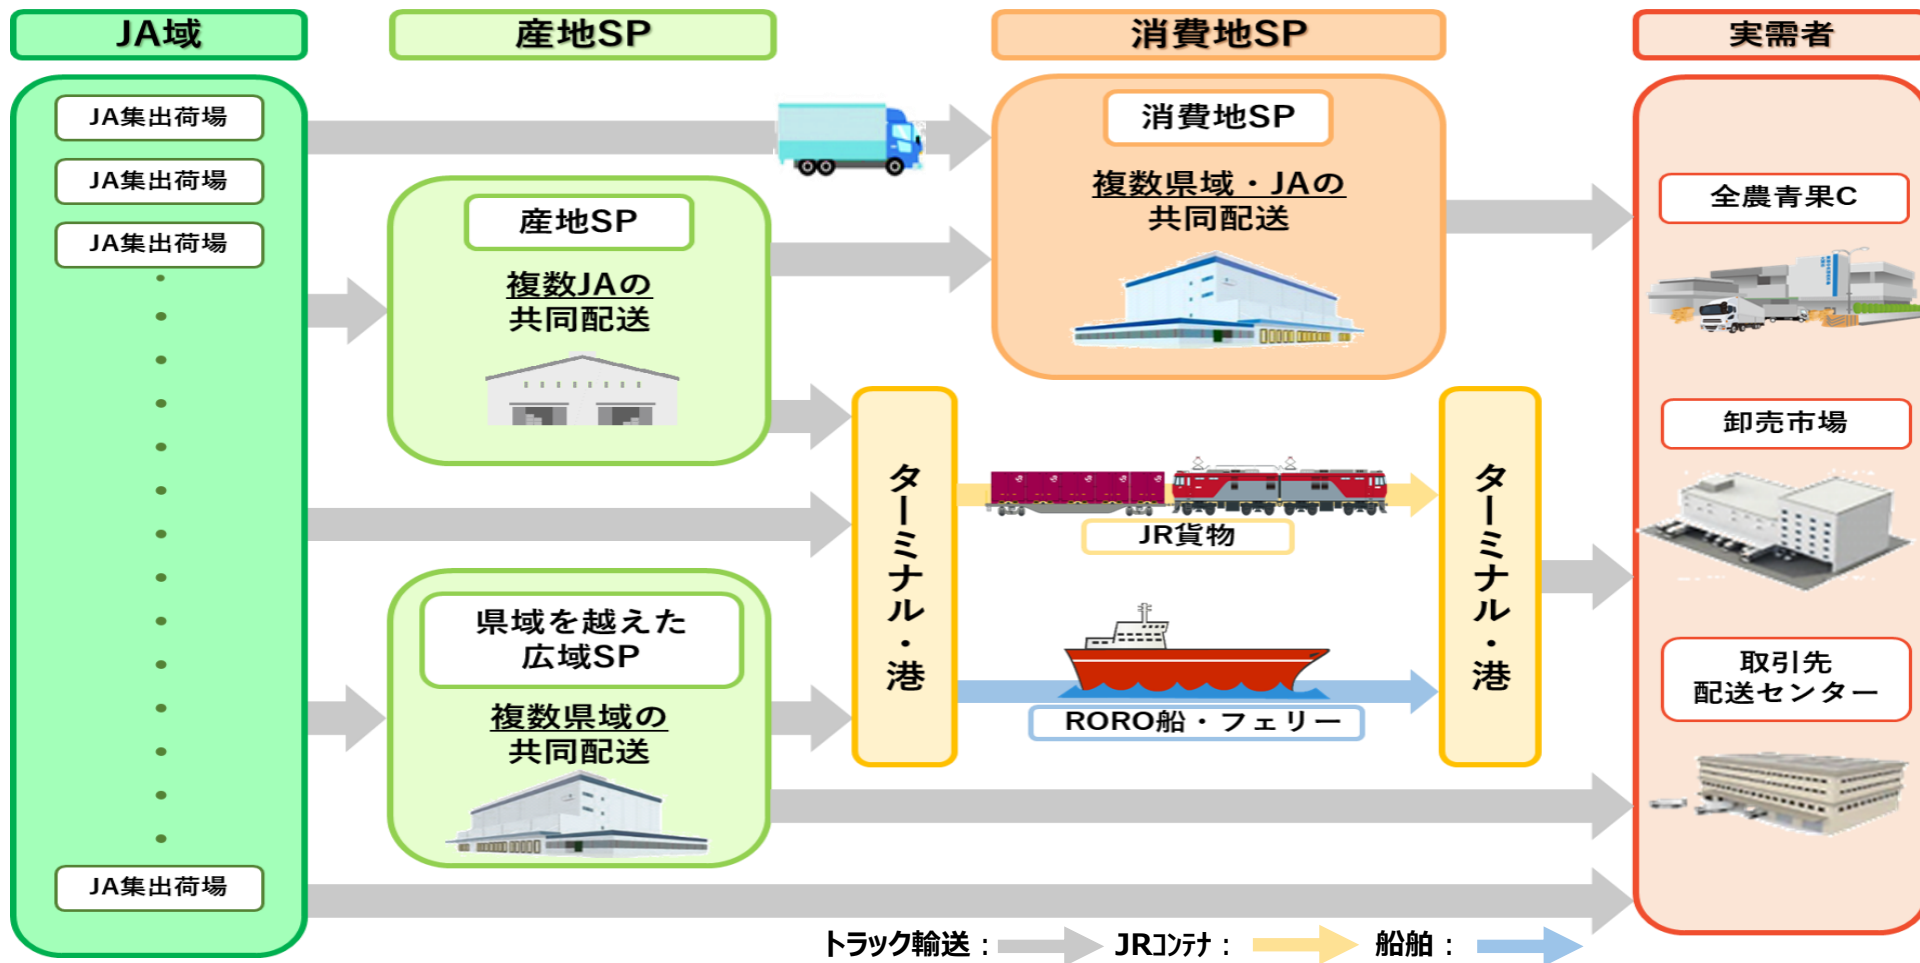 JA域
産地SP
消費地SP
実需者
JA集出荷場
JA集出荷場
JA集出荷場
JA集出荷場
産地SP
複数JAの
共同配送
県域を越えた
広域SP
複数県域の
共同配送
消費地SP
複数県域・JAの
共同配送
ターミナル・港
JR貨物
RORO船・フェリー
ターミナル・港
全農青果C
卸売市場
取引先
配送センター
トラック輸送： JRコンテナ： 船舶：